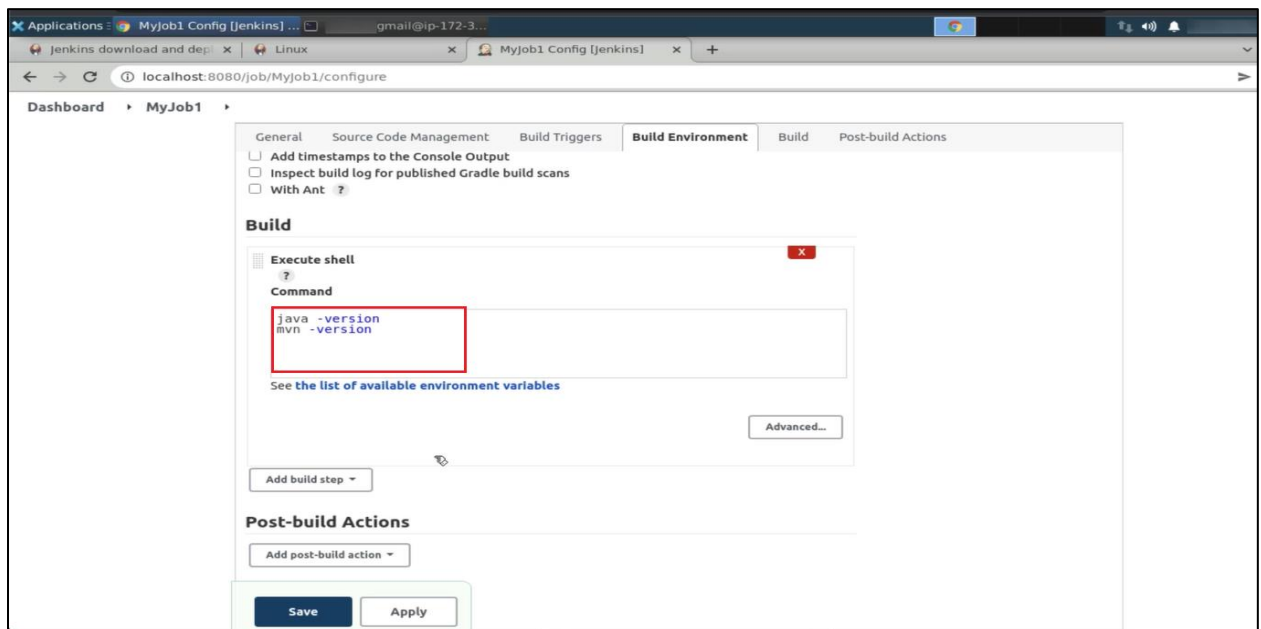 Applications MyJob1 Config [Jenkins] ... gmail@ip-172-3...
Jenkins download and depl x Linux x MyJob1 Config [Jenkins] x +
localhost:8080/job/MyJob1/configure
Dashboard MyJob1
General Source Code Management Build Triggers Build Environment Build Post-build Actions
Add timestamps to the Console Output
Inspect build log for published Gradle build scans
With Ant ?
Build
X
Execute shell
?
Command
java -version
mvn -version
See the list of available environment variables
Advanced...
Add build step
Post-build Actions
Add post-build action
Save Apply